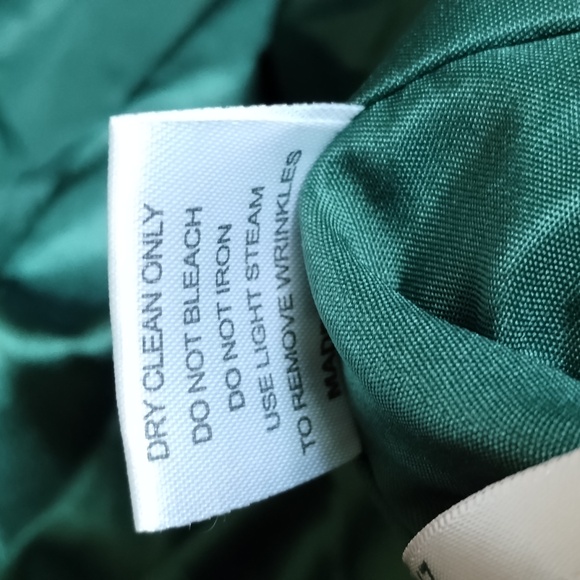 DRY CLEAN ONLY
DO NOT BLEACH
DO NOT IRON
USE LIGHT STEAM
TO REMOVE WRINKLES